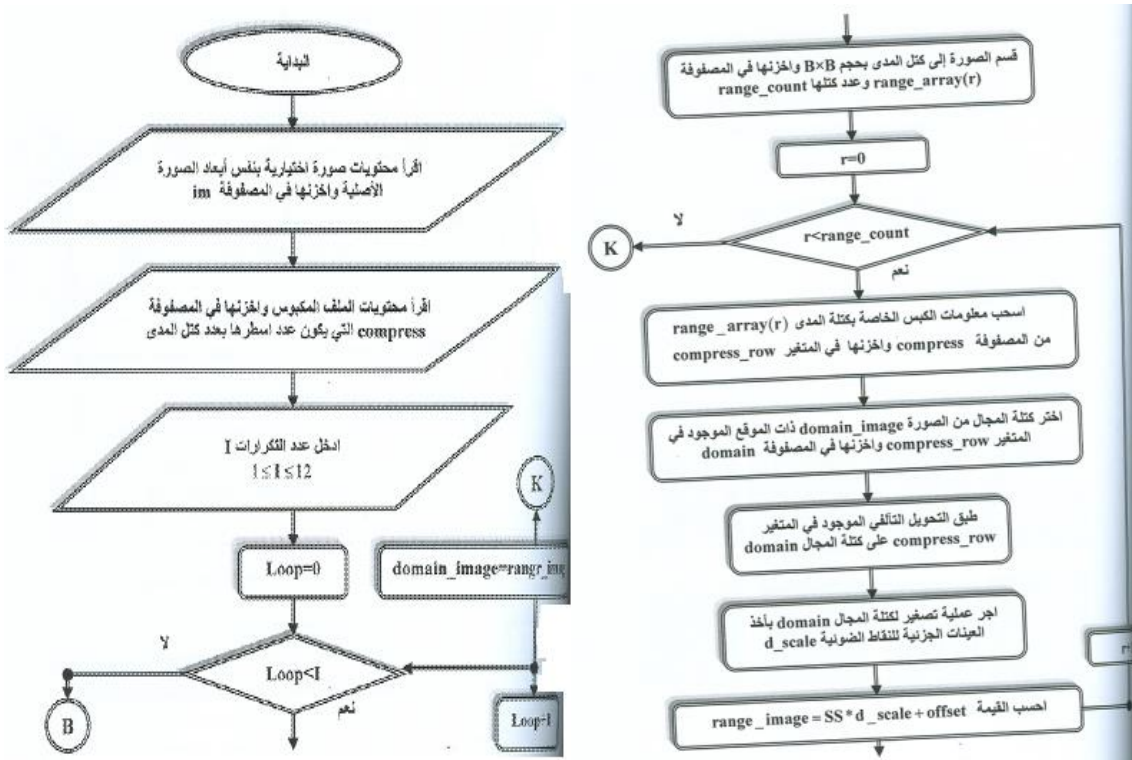 البداية
اقرأ محتويات صورة اختيارية بنفس أبعاد الصورة
الأصلية واخزنها في المصفوفة im
اقرأ محتويات الملف المكبوس واخزنها في المصفوفة
compress التي يكون عدد اسطرها بعدد كتل المدى
ادخل عدد التكرارات I
1 ≤ I ≤ 12
K
Loop=0
domain_image=rangr_imag
لا
Loop<I
نعم
B
قسم الصورة إلى كتل المدى بحجم B×B واخزنها في المصفوفة
range_array(r) وعدد كتلها range_count
r=0
لا
r<range_count
K
نعم
اسحب معلومات الكبس الخاصة بكتلة المدى range_array(r)
من المصفوفة compress واخزنها في المتغير compress_row
اختر كتلة المجال من الصورة domain_image ذات الموقع الموجود في
المتغير compress_row واخزنها في المصفوفة domain
طبق التحويل التآلفي الموجود في المتغير
compress_row على كتلة المجال domain
اجر عملية تصغير لكتلة المجال domain بأخذ
العينات الجزئية للنقاط الضوئية d_scale
احسب القيمة range_image = SS * d_scale + offset